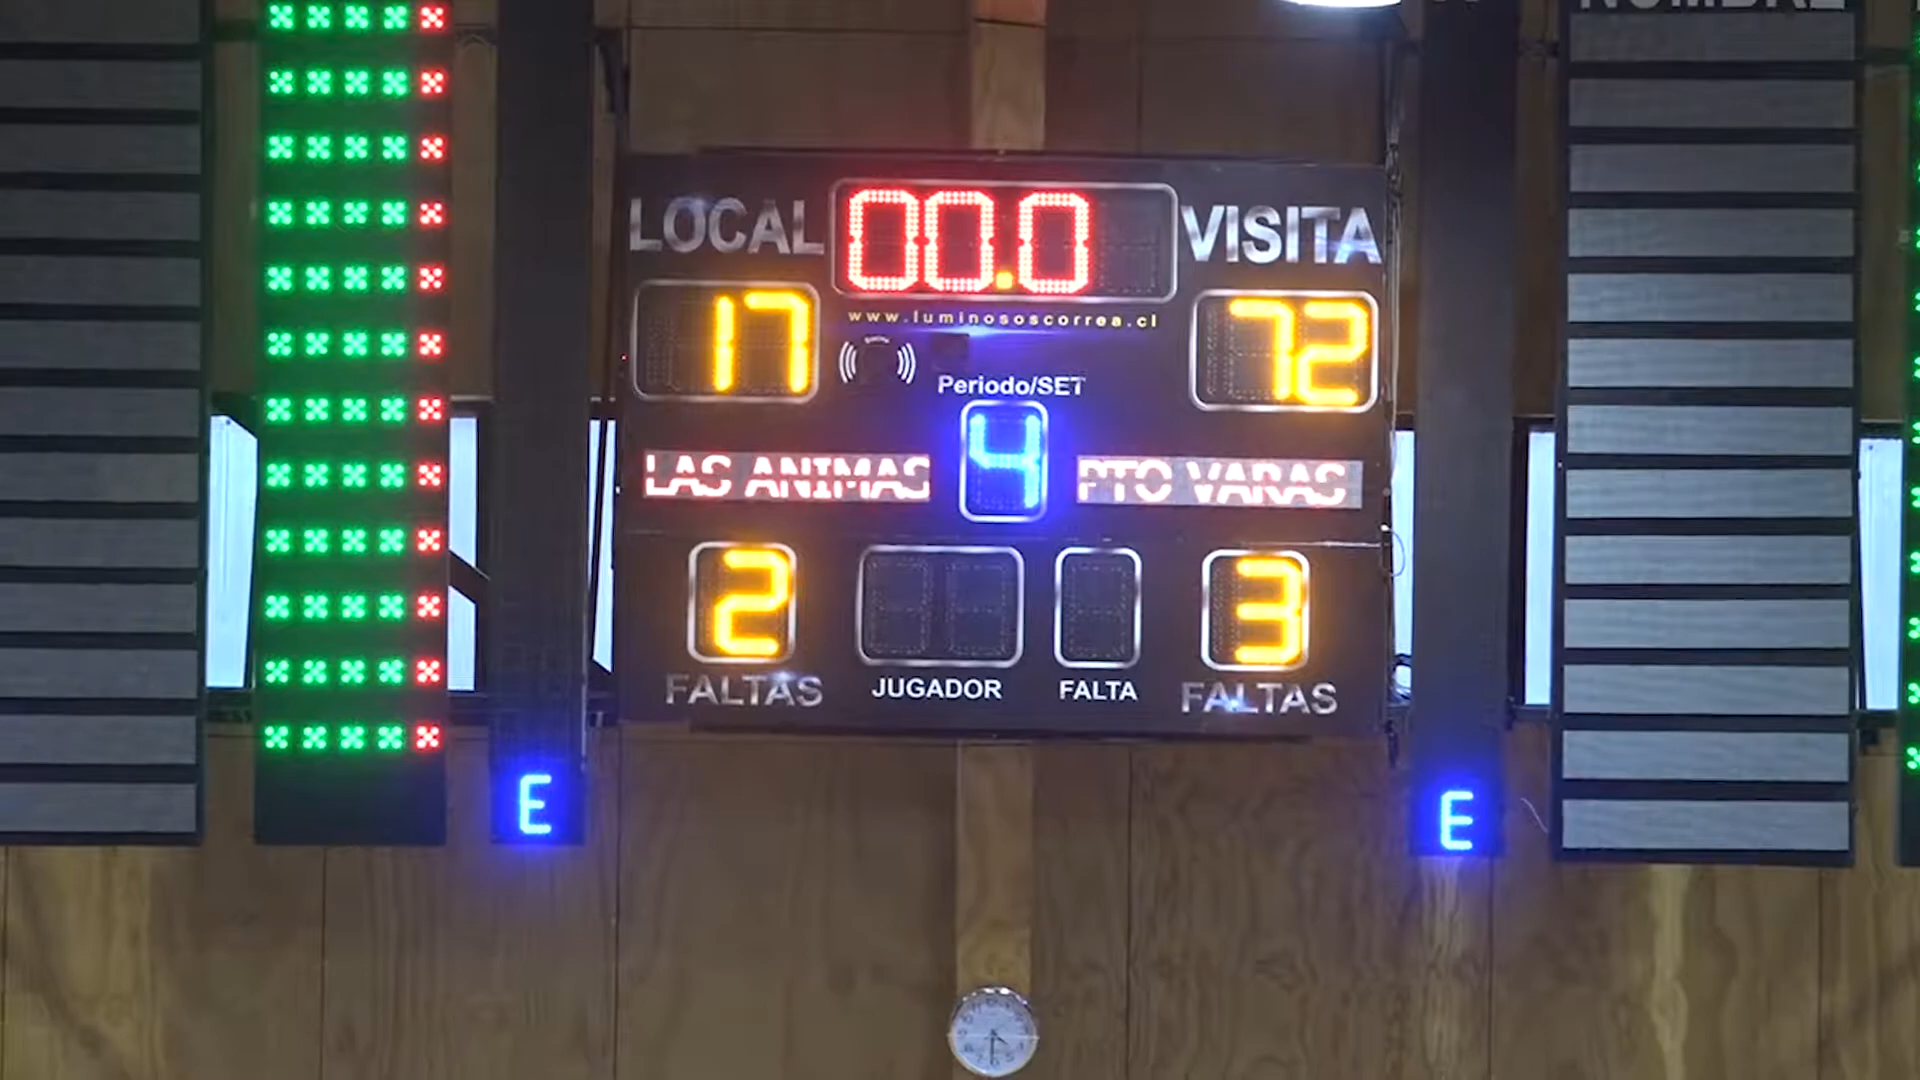 NOMBRE
LOCAL 00.0 VISITA
17 72
www.luminososcorrea.cl
Periodo/SET
4
LAS ANIMAS PTO VARAS
2 3
FALTAS JUGADOR FALTA FALTAS
E E